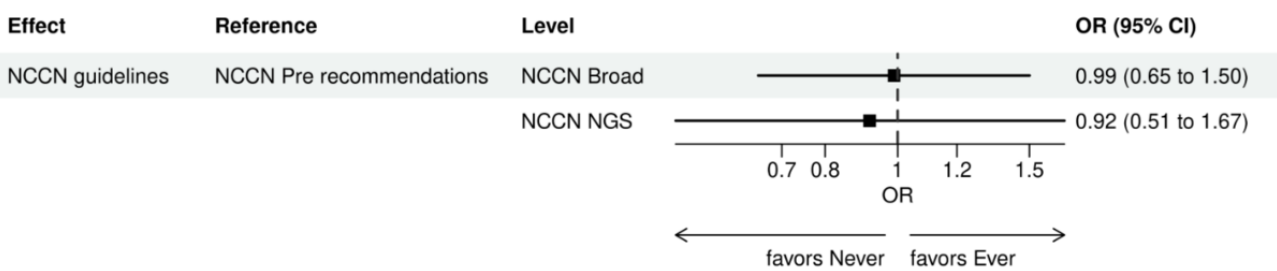 Effect Reference Level OR (95% CI)
NCCN guidelines NCCN Pre recommendations NCCN Broad 0.99 (0.65 to 1.50)
NCCN NGS 0.92 (0.51 to 1.67)
0.7 0.8 1 1.2 1.5
OR
favors Never favors Ever